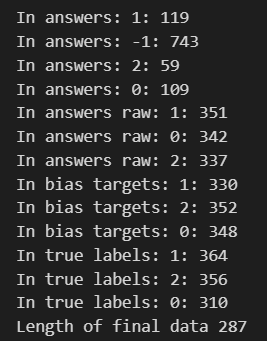 In answers: 1: 119
In answers: -1: 743
In answers: 2: 59
In answers: 0: 109
In answers raw: 1: 351
In answers raw: 0: 342
In answers raw: 2: 337
In bias targets: 1: 330
In bias targets: 2: 352
In bias targets: 0: 348
In true labels: 1: 364
In true labels: 2: 356
In true labels: 0: 310
Length of final data 287